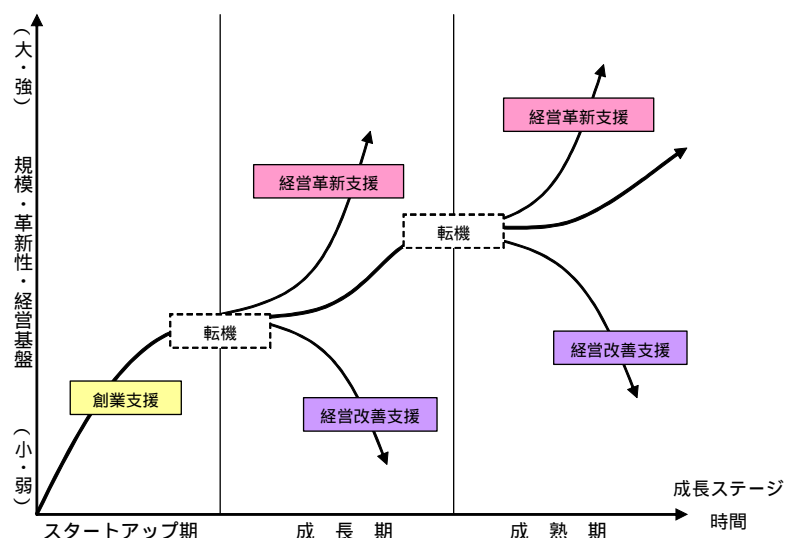 （大・強）
規模・革新性・経営基盤
（小・弱）
経営革新支援
経営革新支援
転機
転機
経営改善支援
経営改善支援
創業支援
成長ステージ
時間
スタートアップ期
成長期
成熟期